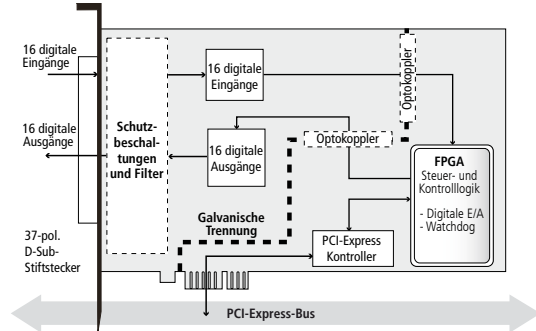 16 digitale
Eingänge
16 digitale
Ausgänge
37-pol.
D-Sub-
Stiftstecker
Schutz-
beschal-
tungen
und Filter
16 digitale
Eingänge
16 digitale
Ausgänge
Optokoppler
Optokoppler
Galvanische
Trennung
FPGA
Steuer- und
Kontrolllogik
- Digitale E/A
- Watchdog
PCI-Express
Kontroller
PCI-Express-Bus